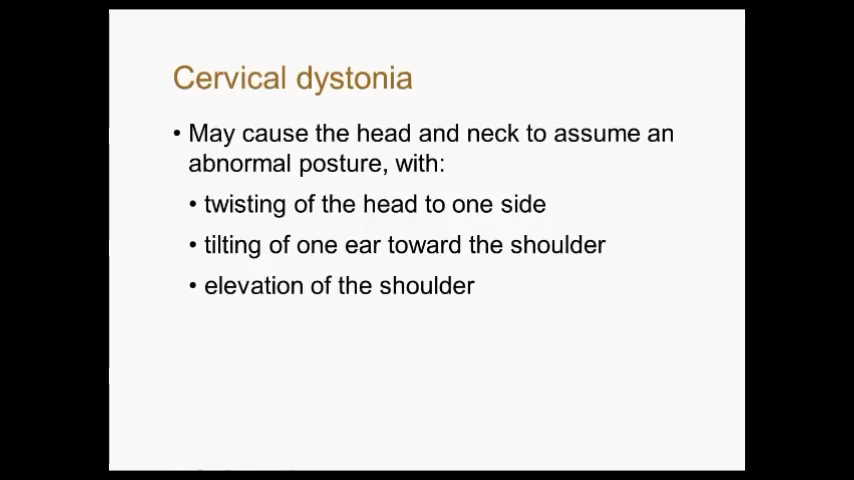 Cervical dystonia
• May cause the head and neck to assume an
abnormal posture, with:
• twisting of the head to one side
• tilting of one ear toward the shoulder
• elevation of the shoulder